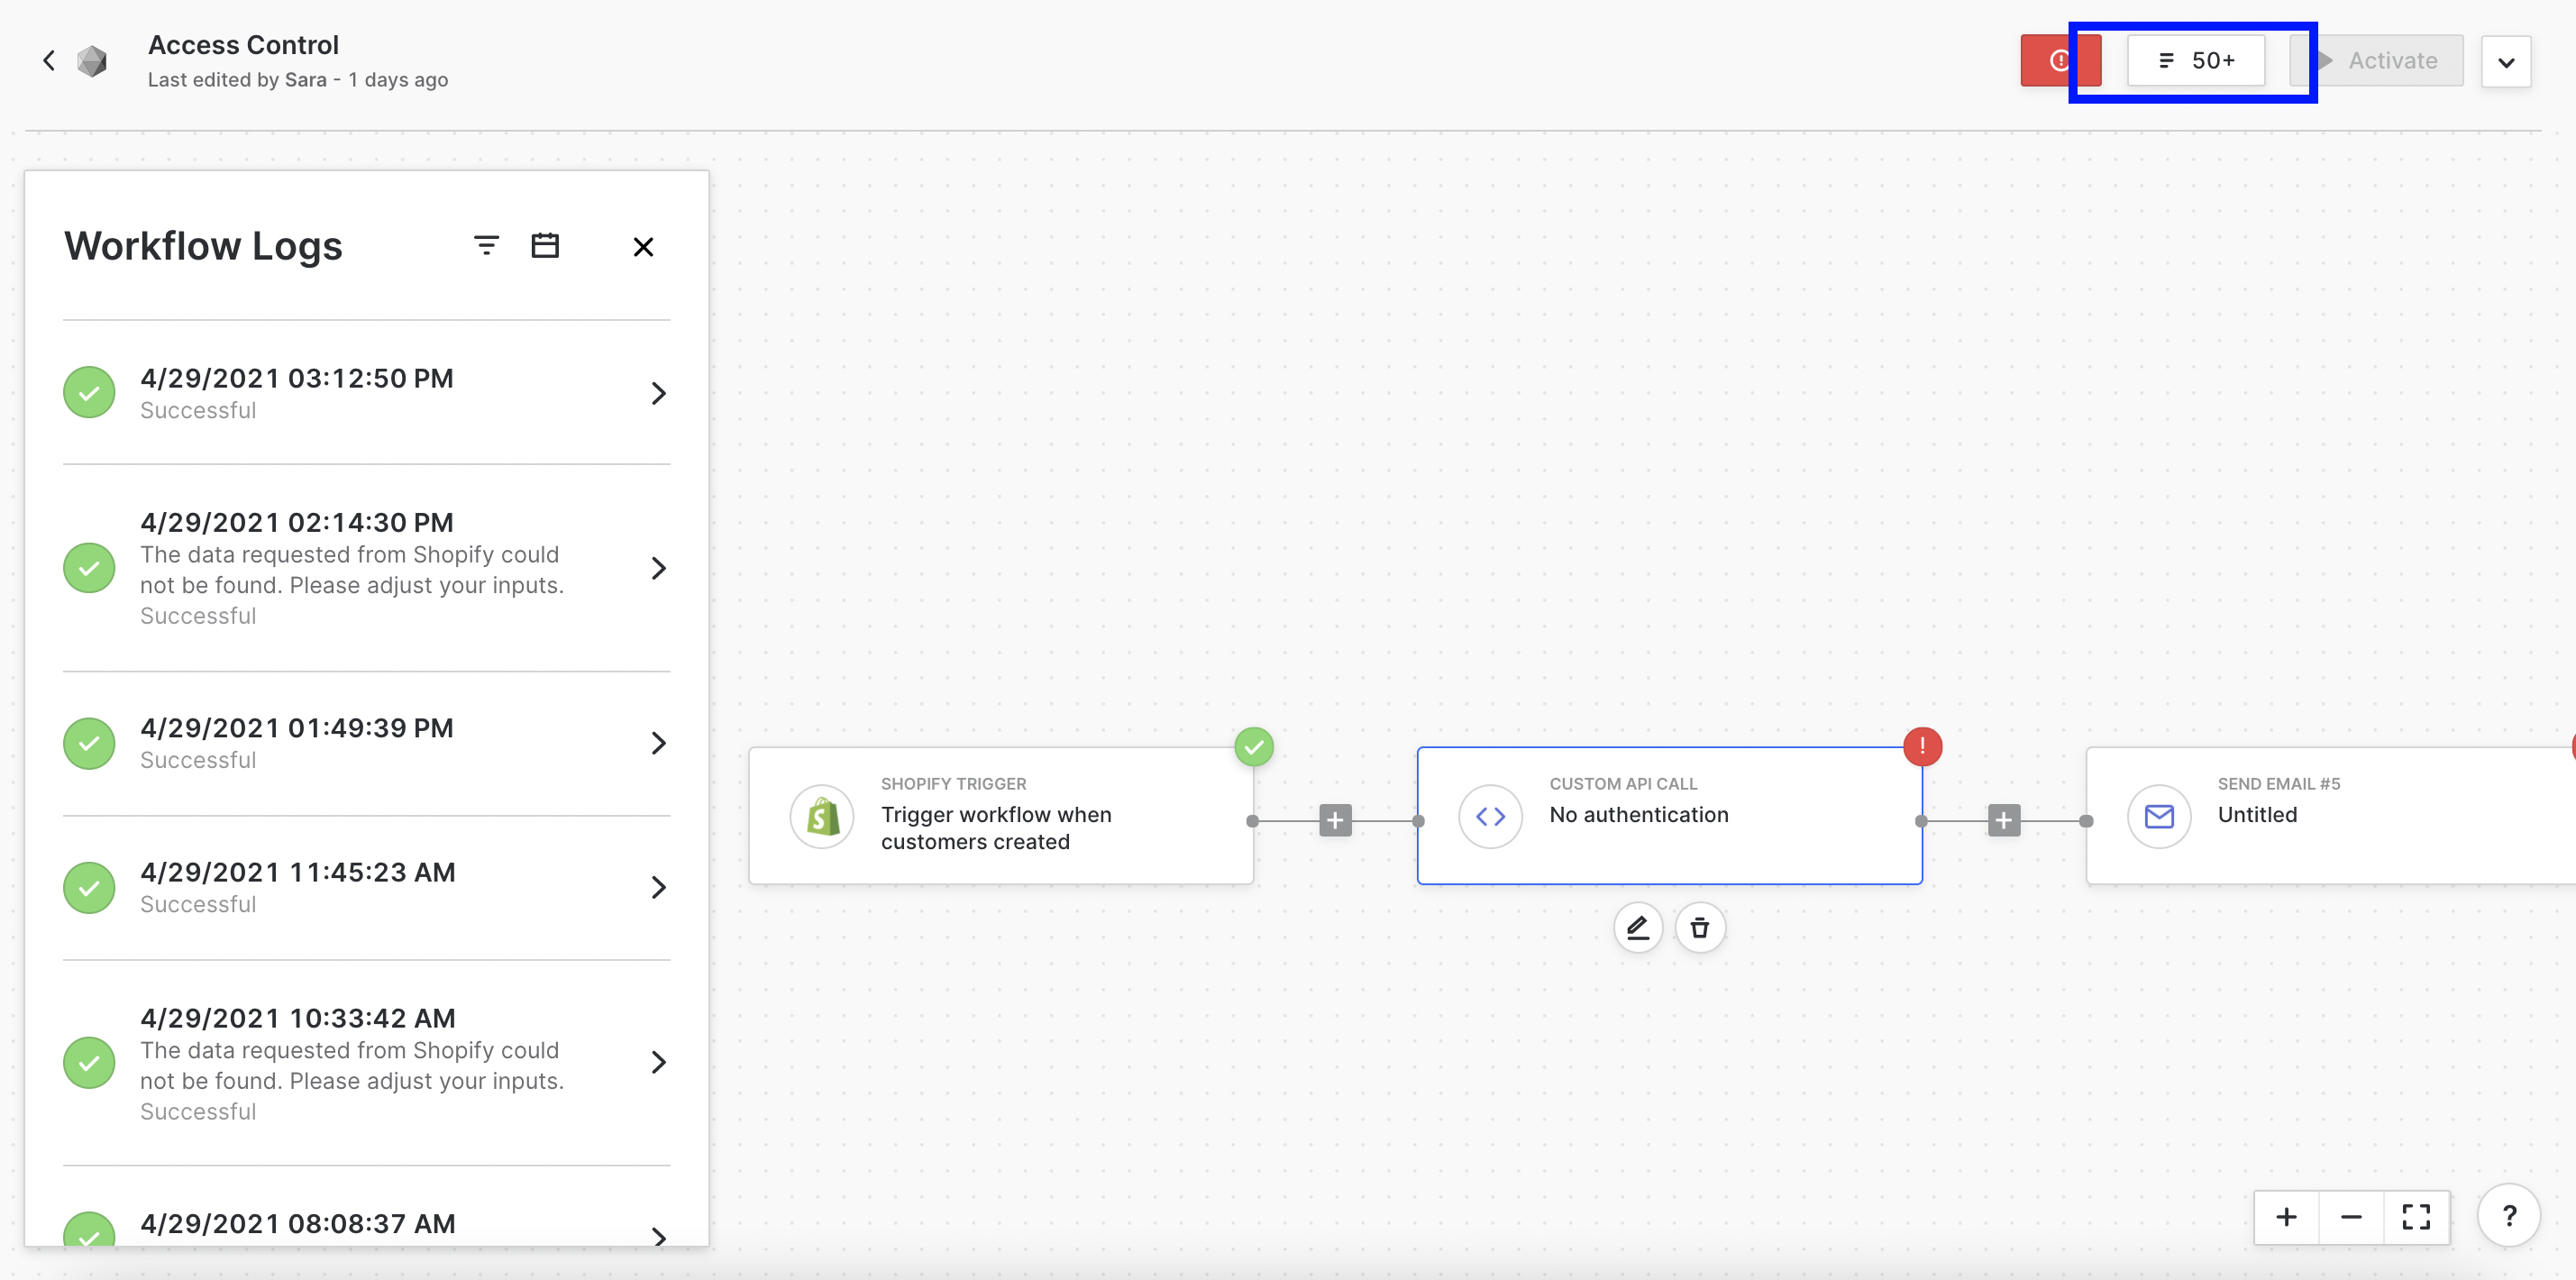 Access Control
Last edited by Sara - 1 days ago
50+
Activate
Workflow Logs
4/29/2021 03:12:50 PM
Successful
4/29/2021 02:14:30 PM
The data requested from Shopify could
not be found. Please adjust your inputs.
Successful
4/29/2021 01:49:39 PM
Successful
4/29/2021 11:45:23 AM
Successful
4/29/2021 10:33:42 AM
The data requested from Shopify could
not be found. Please adjust your inputs.
Successful
4/29/2021 08:08:37 AM
SHOPIFY TRIGGER
Trigger workflow when
customers created
CUSTOM API CALL
No authentication
SEND EMAIL #5
Untitled